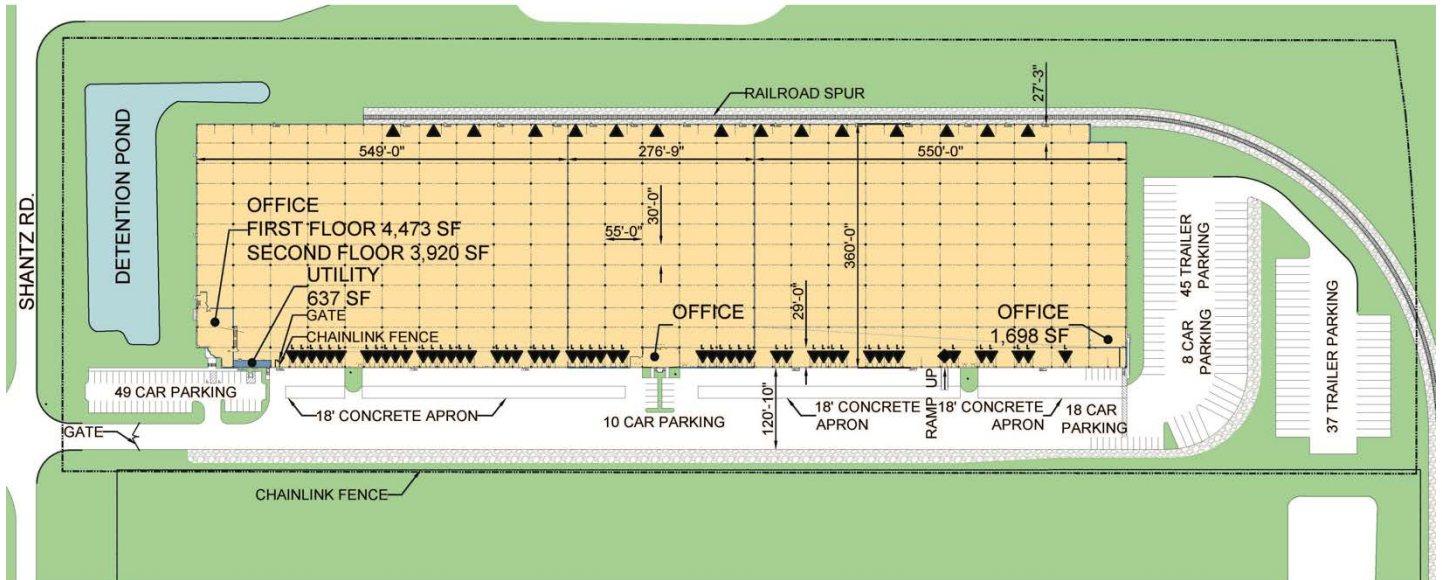 RAILROAD SPUR
27'-3"
549'-0"
276'-9"
550'-0"
SHANTZ RD.
DETENTION POND
OFFICE
FIRST FLOOR 4,473 SF
SECOND FLOOR 3,920 SF
UTILITY
637 SF
GATE
CHAINLINK FENCE
55'-0"
30'-0"
360'-0"
29'-0"
OFFICE
OFFICE
1,698 SF
45 TRAILER
PARKING
8 CAR
PARKING
37 TRAILER PARKING
49 CAR PARKING
GATE
18' CONCRETE APRON
10 CAR PARKING
120'-10"
18' CONCRETE
APRON
RAMP UP
18' CONCRETE
APRON
18 CAR
PARKING
CHAINLINK FENCE